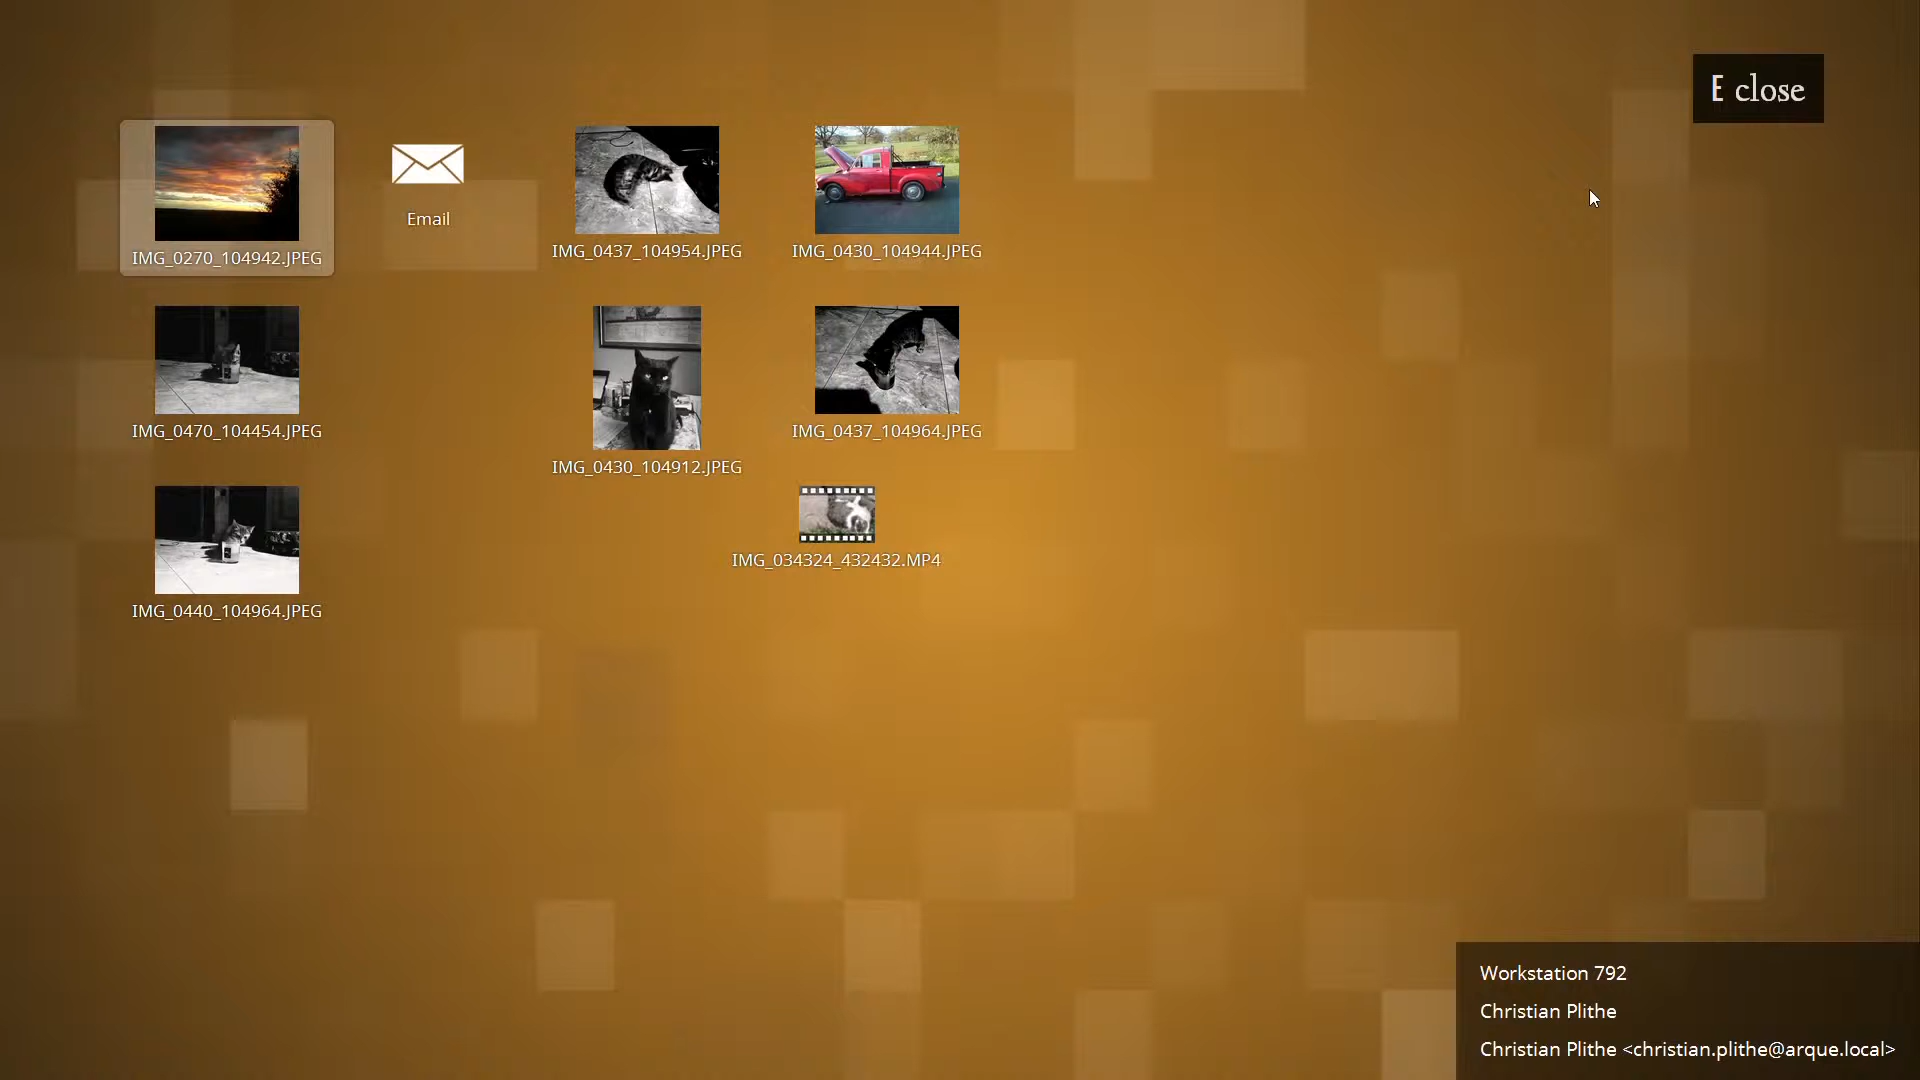 E close
IMG_0270_104942.JPEG
Email
IMG_0437_104954.JPEG
IMG_0430_104944.JPEG
IMG_0470_104454.JPEG
IMG_0430_104912.JPEG
IMG_0437_104964.JPEG
IMG_034324_432432.MP4
IMG_0440_104964.JPEG
Workstation 792
Christian Plithe
Christian Plithe <christian.plithe@arque.local>